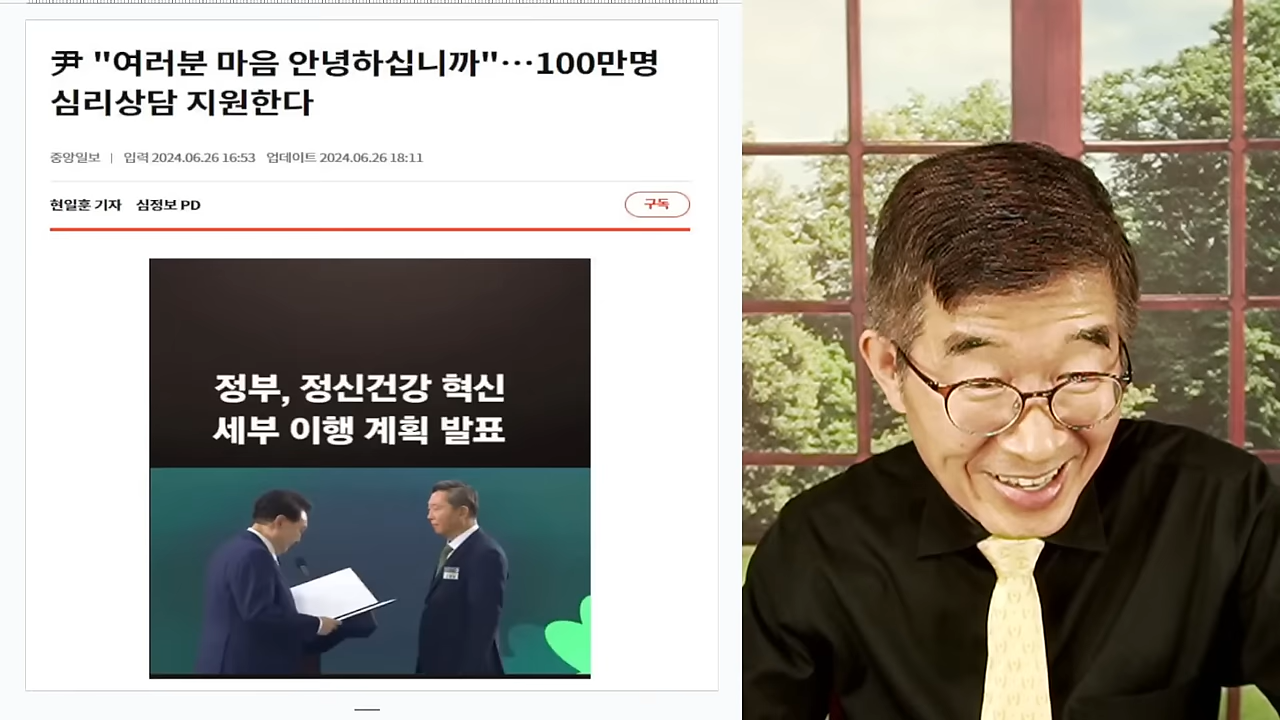 尹 "여러분 마음 안녕하십니까"…100만명
심리상담 지원한다
중앙일보 | 입력 2024.06.26 16:53 업데이트 2024.06.26 18:11
현일훈 기자 심정보 PD
구독
정부, 정신건강 혁신
세부 이행 계획 발표